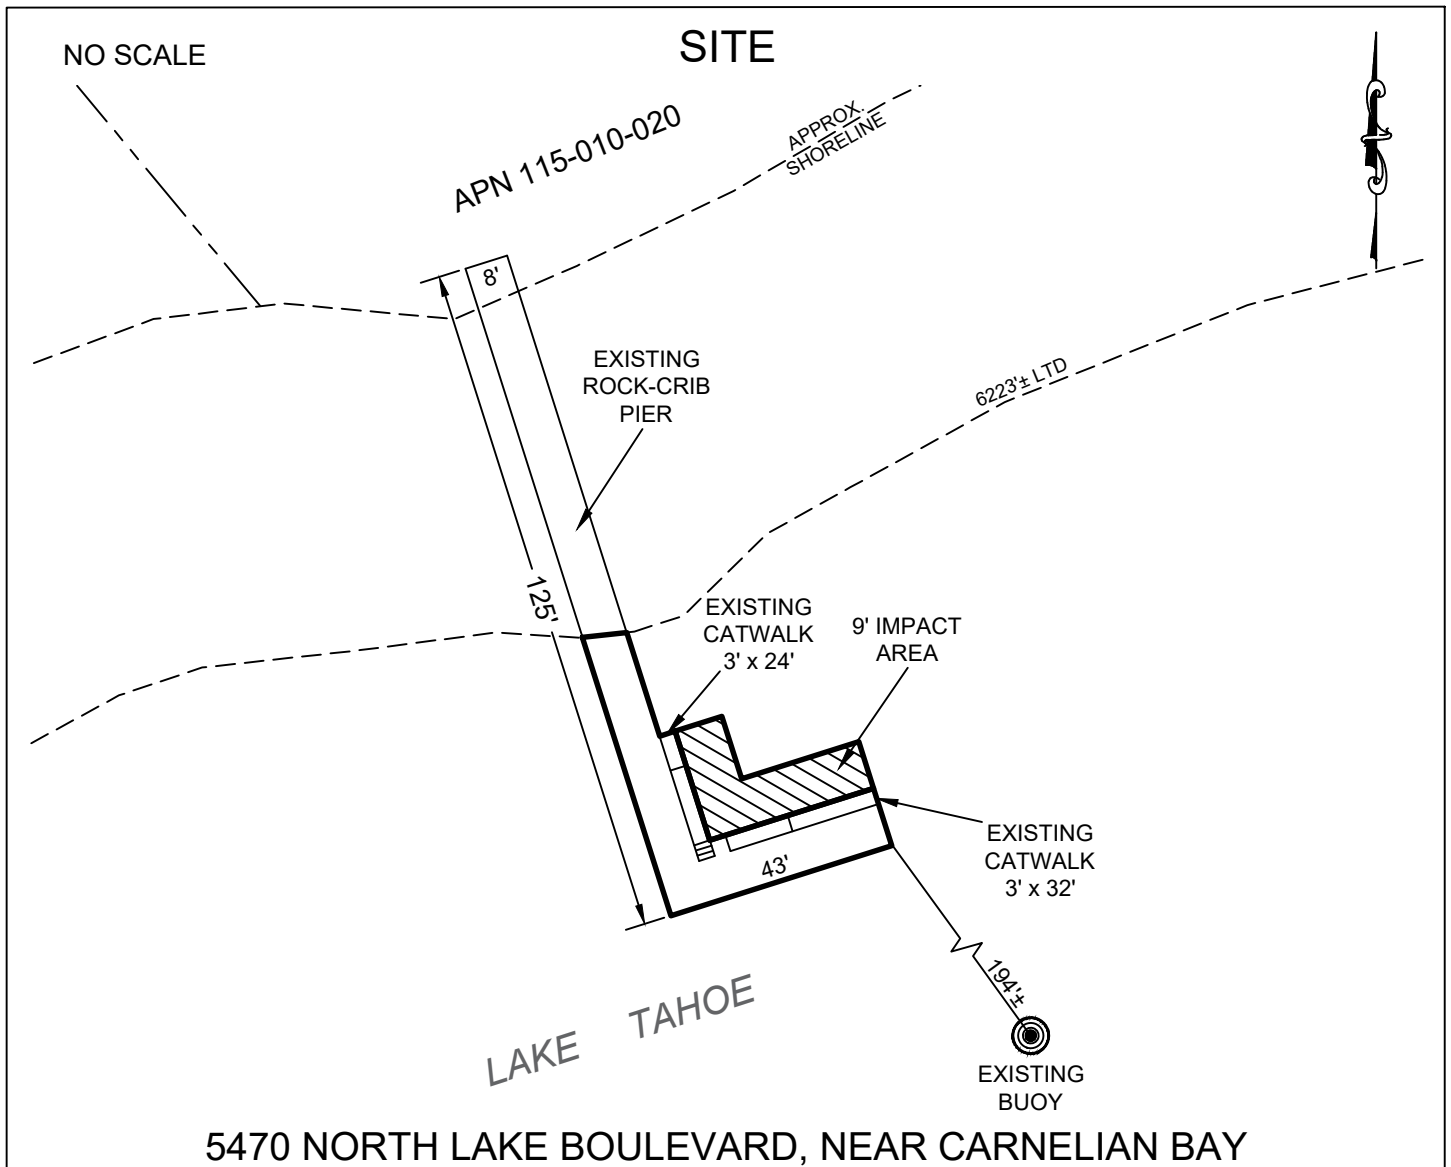 NO SCALE
SITE
APN 115-010-020
APPROX.
SHORELINE
8'
EXISTING
ROCK-CRIB
PIER
6223'± LTD
125'
EXISTING
CATWALK
3' x 24'
9' IMPACT
AREA
43'
EXISTING
CATWALK
3' x 32'
194'±
LAKE TAHOE
EXISTING
BUOY
5470 NORTH LAKE BOULEVARD, NEAR CARNELIAN BAY